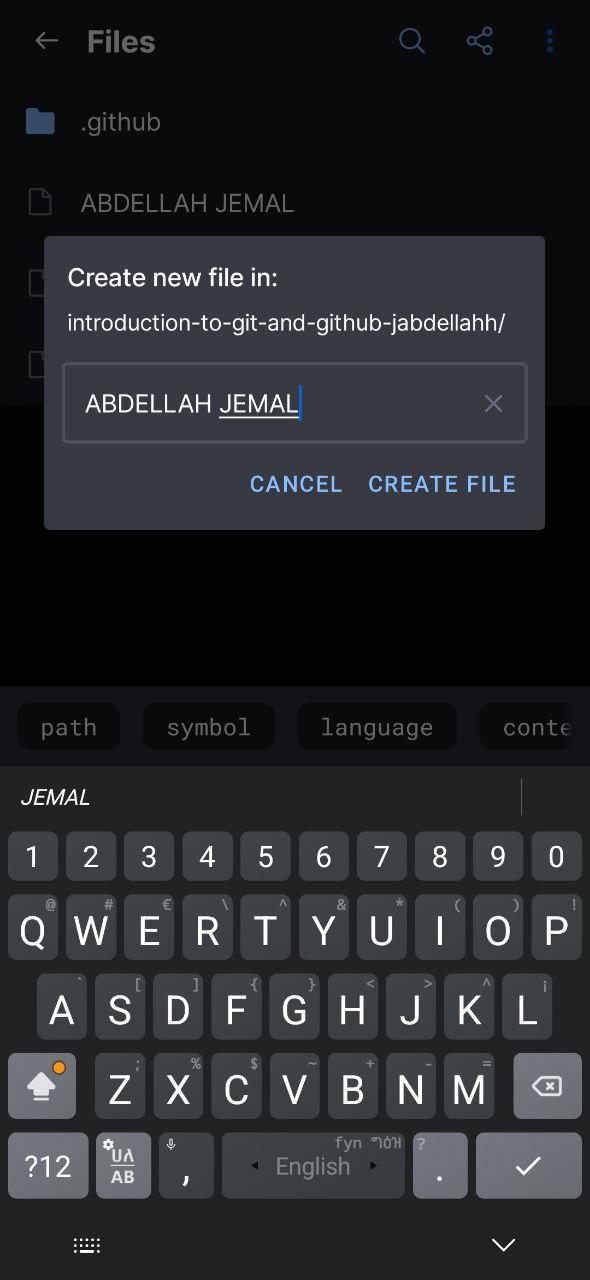 Files
.github
ABDELLAH JEMAL
Create new file in:
introduction-to-git-and-github-jabdellahh/
ABDELLAH JEMAL
CANCEL CREATE FILE
path symbol language conte
JEMAL
1 2 3 4 5 6 7 8 9 0
@ # € \ ^ & * ( ) !
Q W E R T Y U I O P
` [ ] { } < > ^ ¡
A S D F G H J K L
; % $ ~ + - =
Z X C V B N M
?12 AB , English . ?